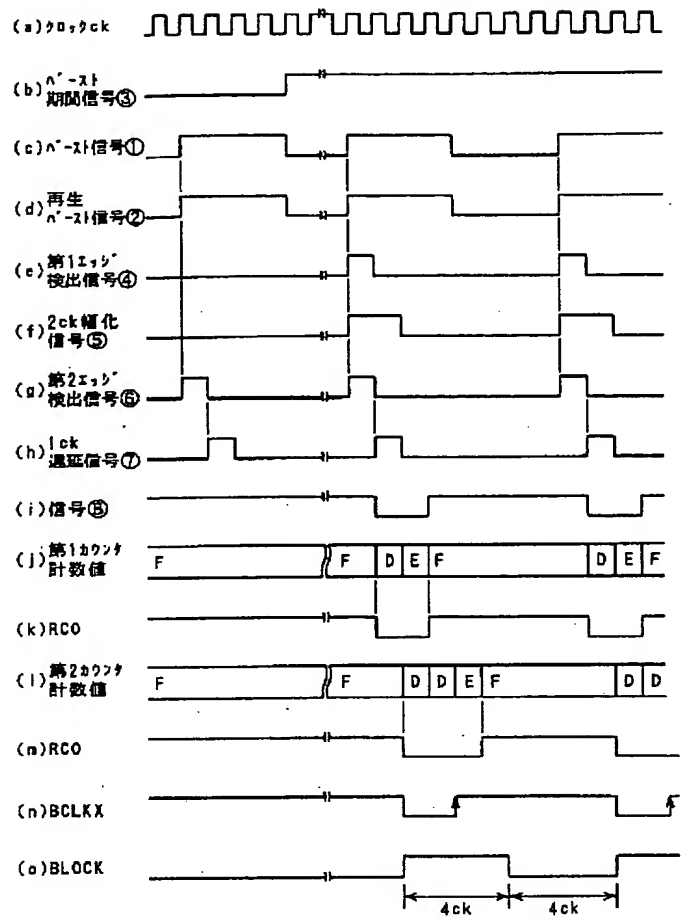 (a)クロックck
(b)バースト
期間信号③
(c)バースト信号①
(d)再生
バースト信号②
(e)第1エッジ
検出信号④
(f)2ck幅化
信号⑤
(g)第2エッジ
検出信号⑥
(h)1ck
遅延信号⑦
(i)信号⑬
(j)第1カウンタ
計数値 F F D E F D E F
(k)RCO
(l)第2カウンタ
計数値 F F D D E F D D
(m)RCO
(n)BCLKX
(o)BLOCK
4ck 4ck